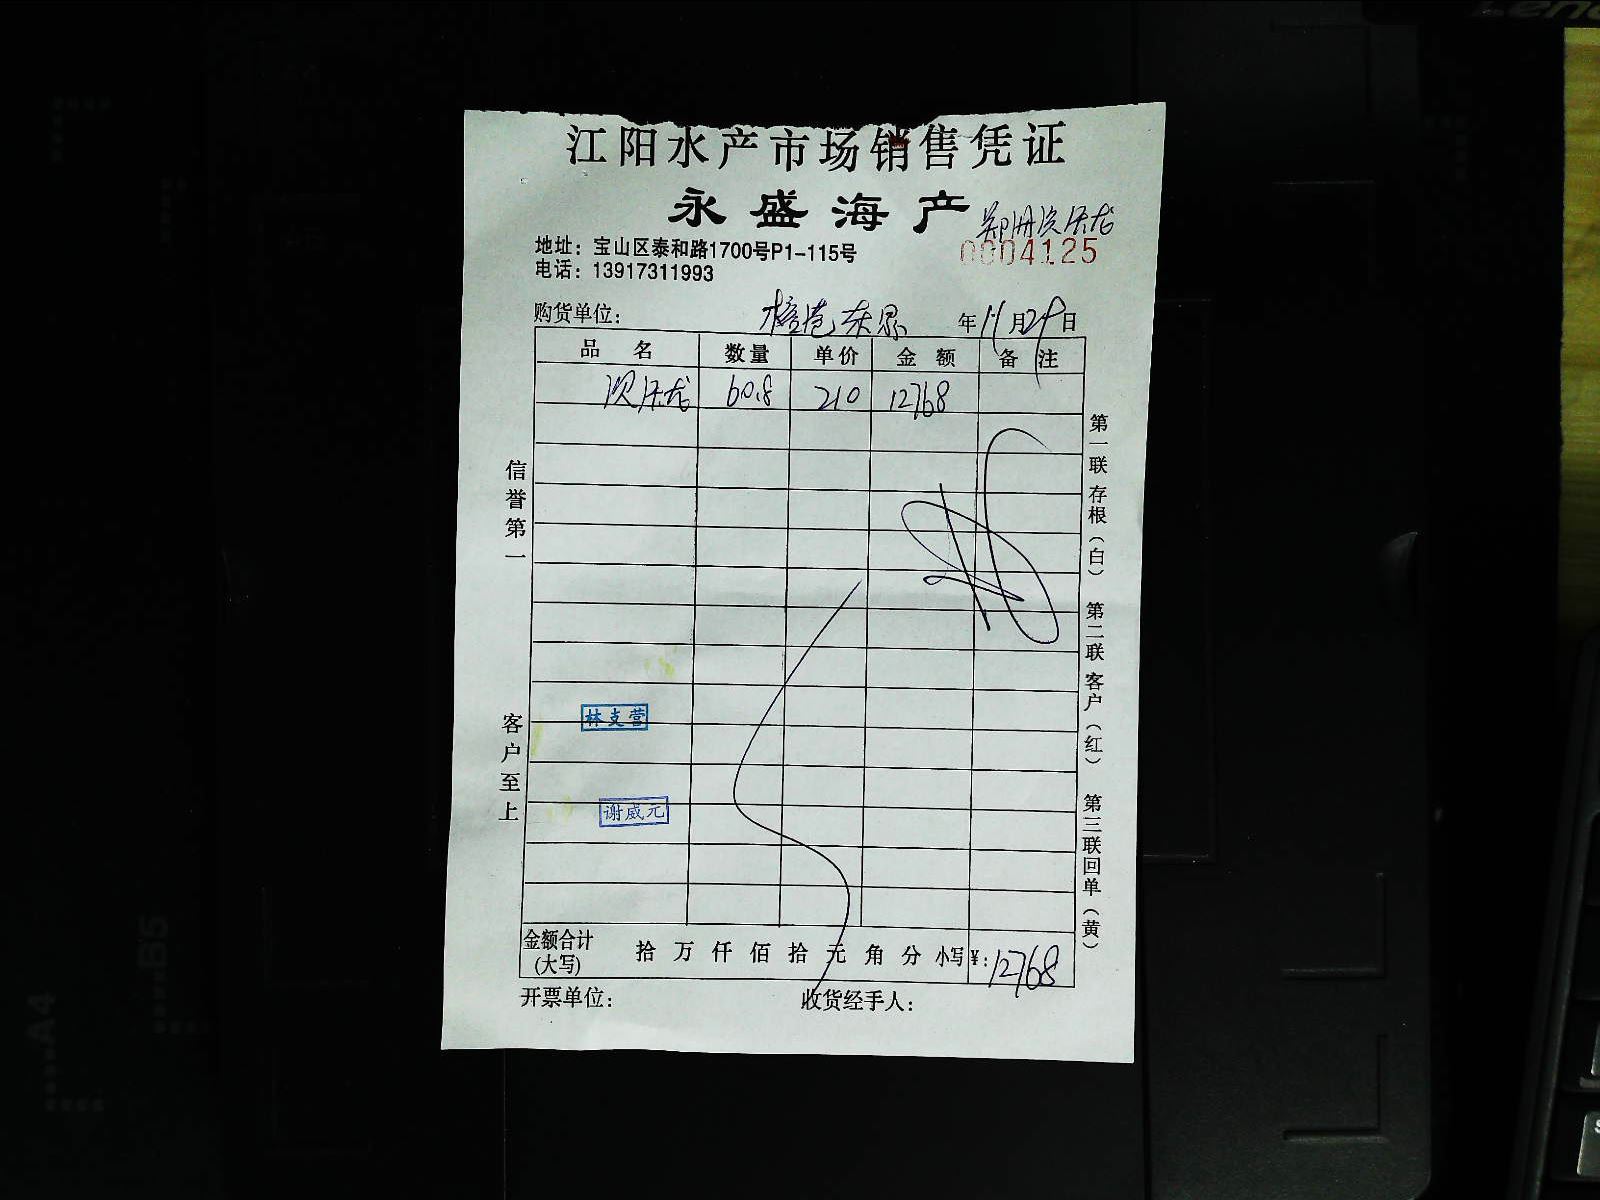 江阳水产市场销售凭证
永盛海产
地址：宝山区泰和路1700号P1-115号
电话：13917311993
0004125
购货单位： 年11月29日
品名 数量 单价 金额 备注
60.8 210 12768
信誉第一
客户至上
第一联存根（白） 第二联客户（红） 第三联回单（黄）
林支营
谢威元
金额合计(大写) 拾万仟佰拾元角分 小写¥：12768
开票单位： 收货经手人：